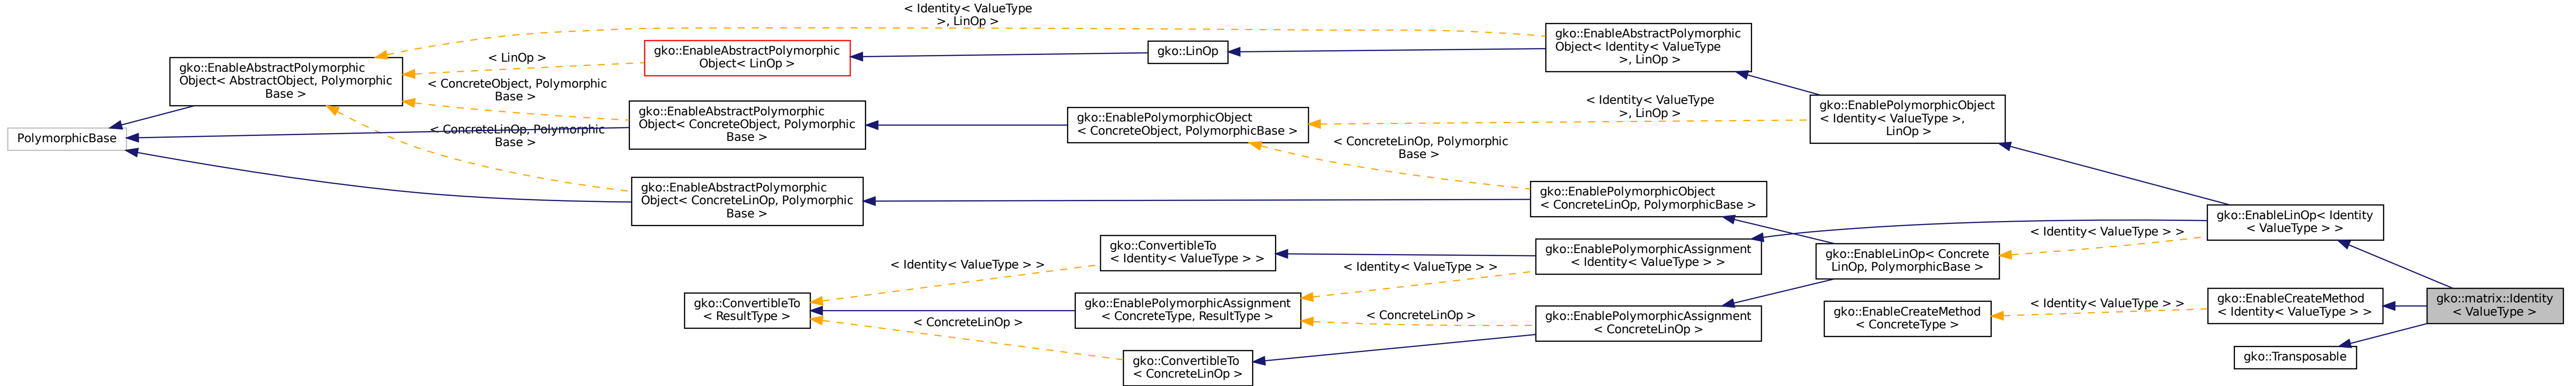 < Identity< ValueType
>, LinOp >
gko::EnableAbstractPolymorphic
Object< Identity< ValueType
>, LinOp >
gko::EnableAbstractPolymorphic
Object< LinOp >
gko::LinOp
< LinOp >
gko::EnableAbstractPolymorphic
Object< AbstractObject, Polymorphic
Base >
< ConcreteObject, Polymorphic
Base >
gko::EnableAbstractPolymorphic
Object< ConcreteObject, Polymorphic
Base >
gko::EnablePolymorphicObject
< ConcreteObject, PolymorphicBase >
< Identity< ValueType
>, LinOp >
gko::EnablePolymorphicObject
< Identity< ValueType >,
LinOp >
PolymorphicBase
< ConcreteLinOp, Polymorphic
Base >
< ConcreteLinOp, Polymorphic
Base >
gko::EnableAbstractPolymorphic
Object< ConcreteLinOp, Polymorphic
Base >
gko::EnablePolymorphicObject
< ConcreteLinOp, PolymorphicBase >
gko::EnableLinOp< Identity
< ValueType > >
< Identity< ValueType > >
gko::ConvertibleTo
< Identity< ValueType > >
gko::EnablePolymorphicAssignment
< Identity< ValueType > >
gko::EnableLinOp< Concrete
LinOp, PolymorphicBase >
< Identity< ValueType > >
< Identity< ValueType > >
gko::ConvertibleTo
< ResultType >
gko::EnablePolymorphicAssignment
< ConcreteType, ResultType >
< ConcreteLinOp >
gko::EnablePolymorphicAssignment
< ConcreteLinOp >
gko::EnableCreateMethod
< ConcreteType >
< Identity< ValueType > >
gko::EnableCreateMethod
< Identity< ValueType > >
gko::matrix::Identity
< ValueType >
< ConcreteLinOp >
gko::ConvertibleTo
< ConcreteLinOp >
gko::Transposable